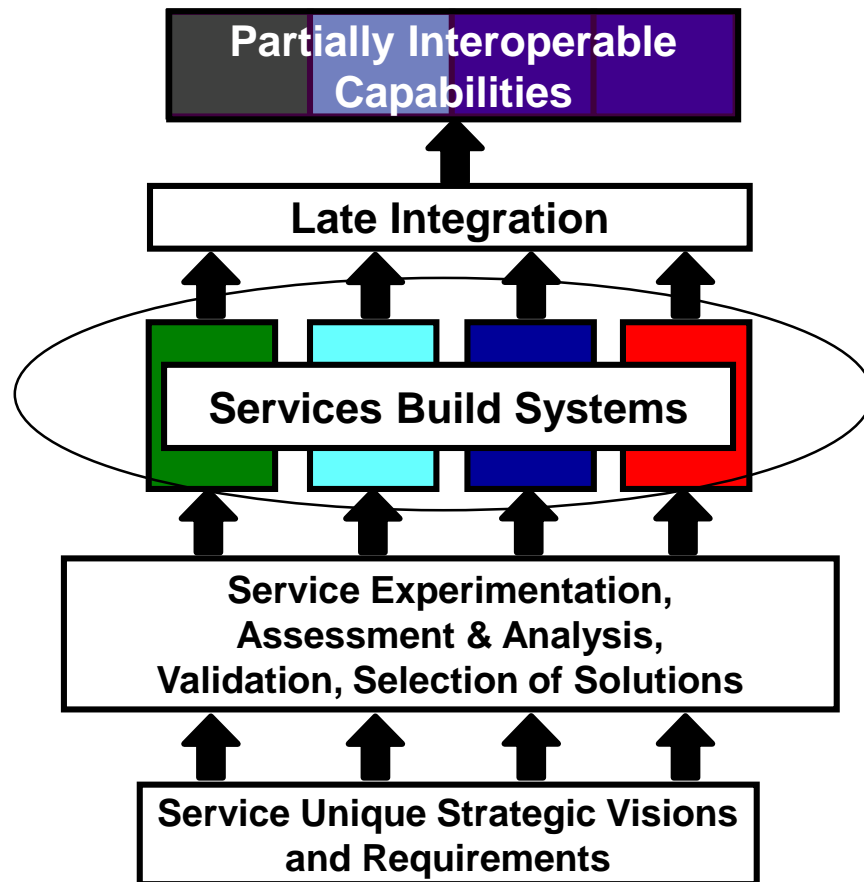 Partially Interoperable
Capabilities
Late Integration
Services Build Systems
Service Experimentation,
Assessment & Analysis,
Validation, Selection of Solutions
Service Unique Strategic Visions
and Requirements